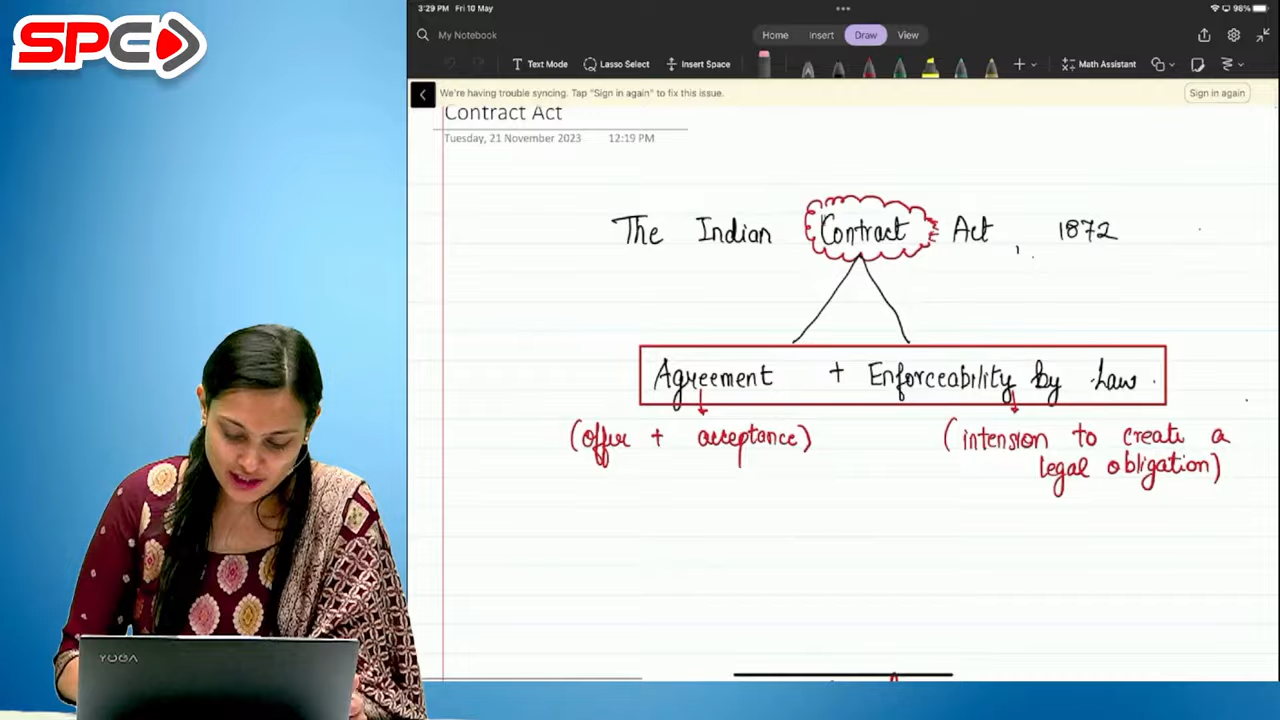 SPC
3:29 PM Fri 10 May
98%
My Notebook
Home Insert Draw View
Text Mode Lasso Select Insert Space Math Assistant
We're having trouble syncing. Tap "Sign in again" to fix this issue.
Sign in again
Contract Act
Tuesday, 21 November 2023 12:19 PM
The Indian Contract Act, 1872
Agreement + Enforceability by Law.
(offer + acceptance)
(intension to create a
legal obligation)
YOGA